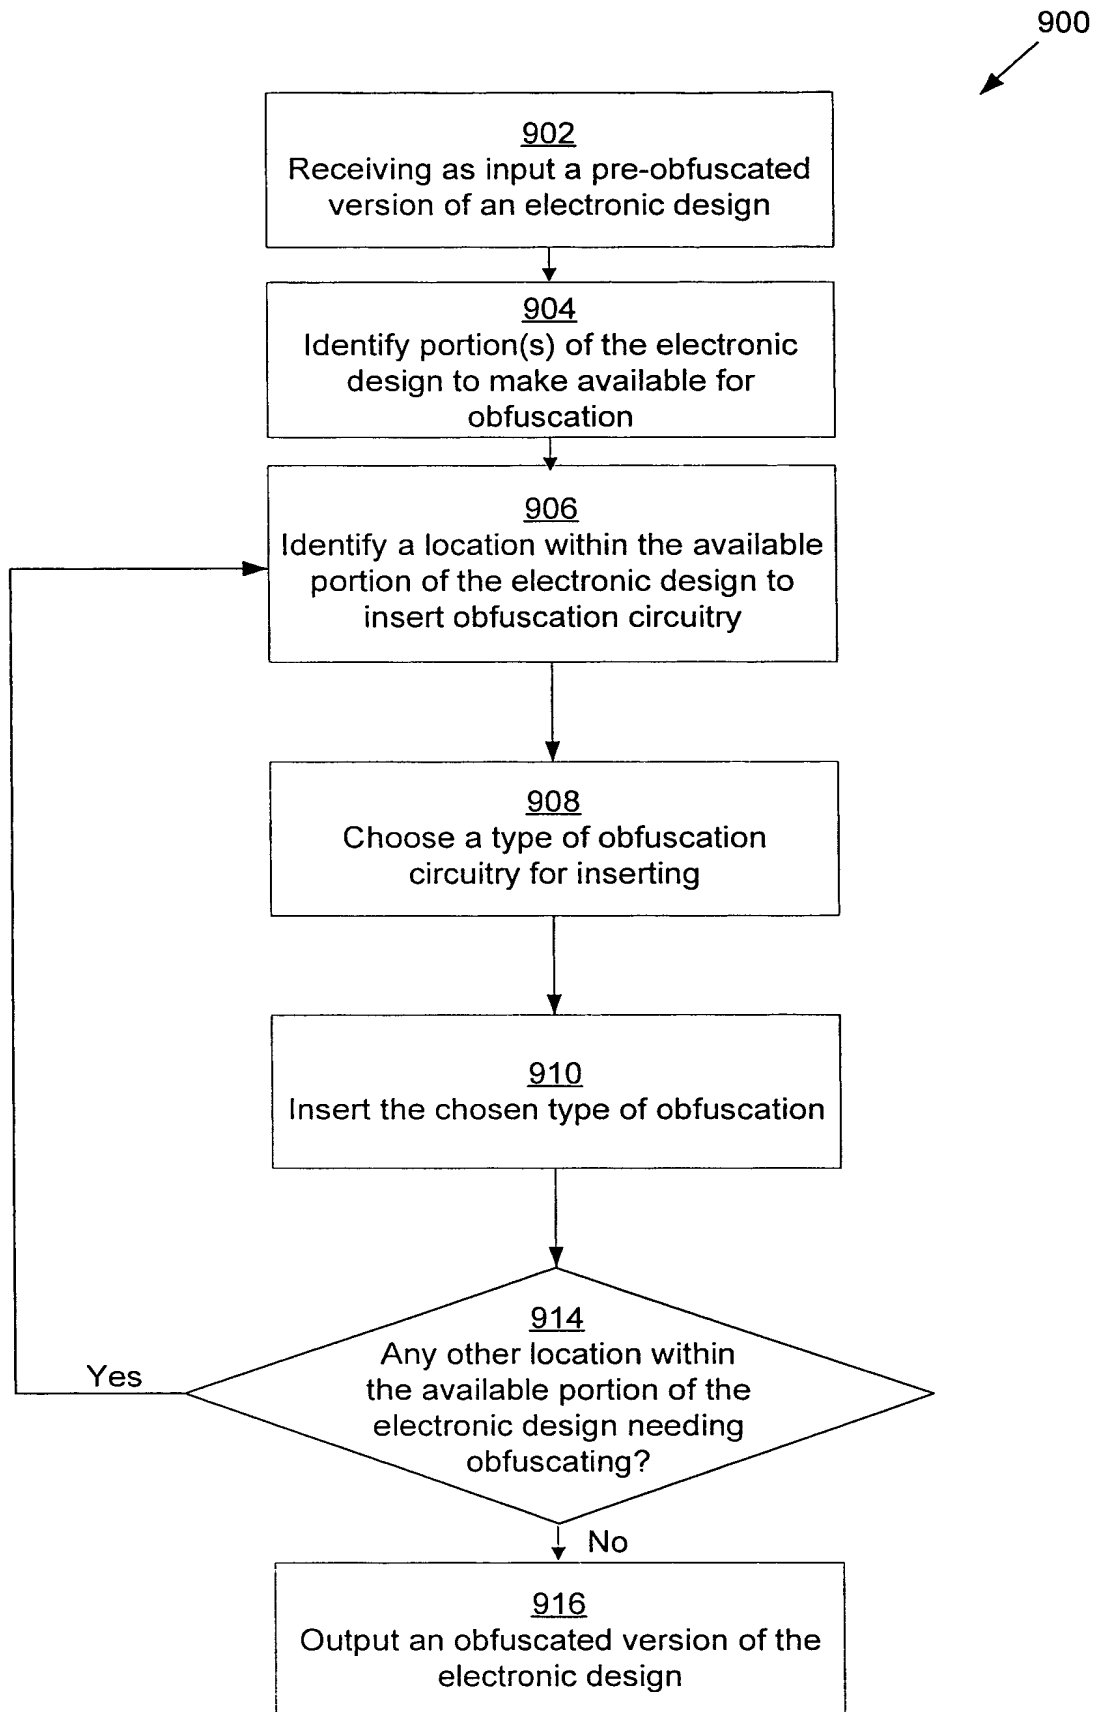 900
902
Receiving as input a pre-obfuscated
version of an electronic design
904
Identify portion(s) of the electronic
design to make available for
obfuscation
906
Identify a location within the available
portion of the electronic design to
insert obfuscation circuitry
908
Choose a type of obfuscation
circuitry for inserting
910
Insert the chosen type of obfuscation
914
Any other location within
the available portion of the
electronic design needing
obfuscating?
Yes
No
916
Output an obfuscated version of the
electronic design